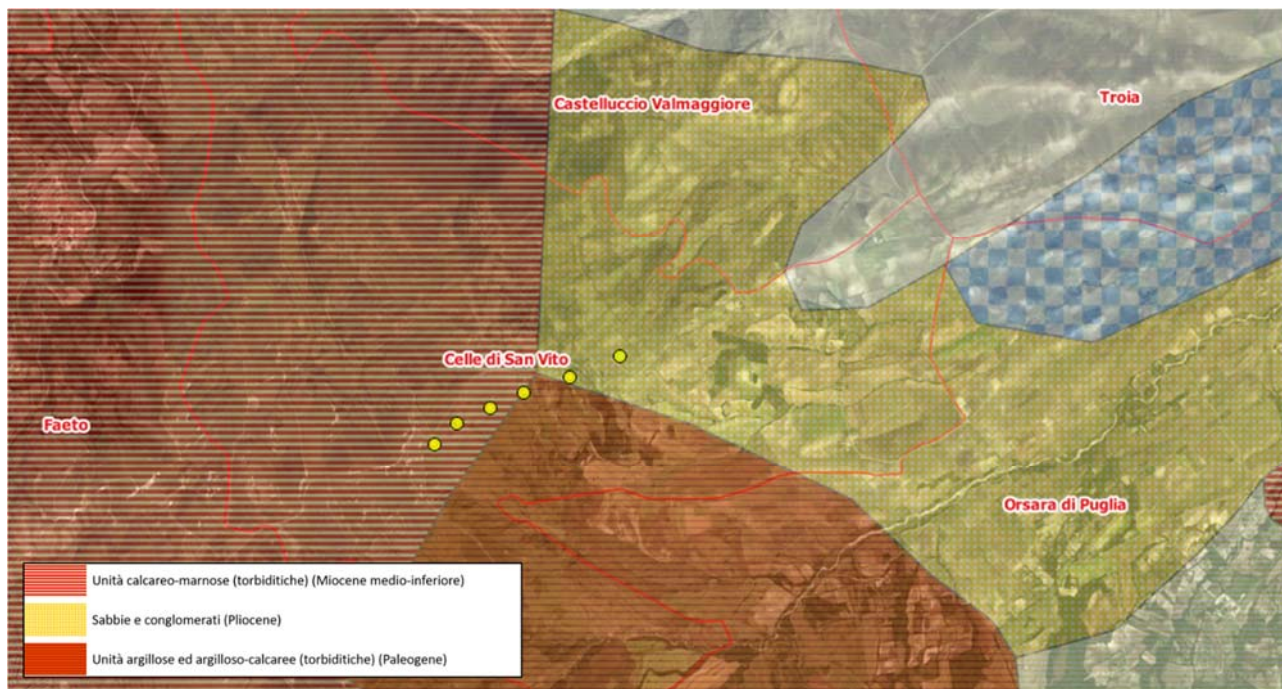 Castelluccio Valmaggiore
Troia
Celle di San Vito
Faeto
Orsara di Puglia
Unità calcareo-marnose (torbiditiche) (Miocene medio-inferiore)
Sabbie e conglomerati (Pliocene)
Unità argillose ed argilloso-calcaree (torbiditiche) (Paleogene)